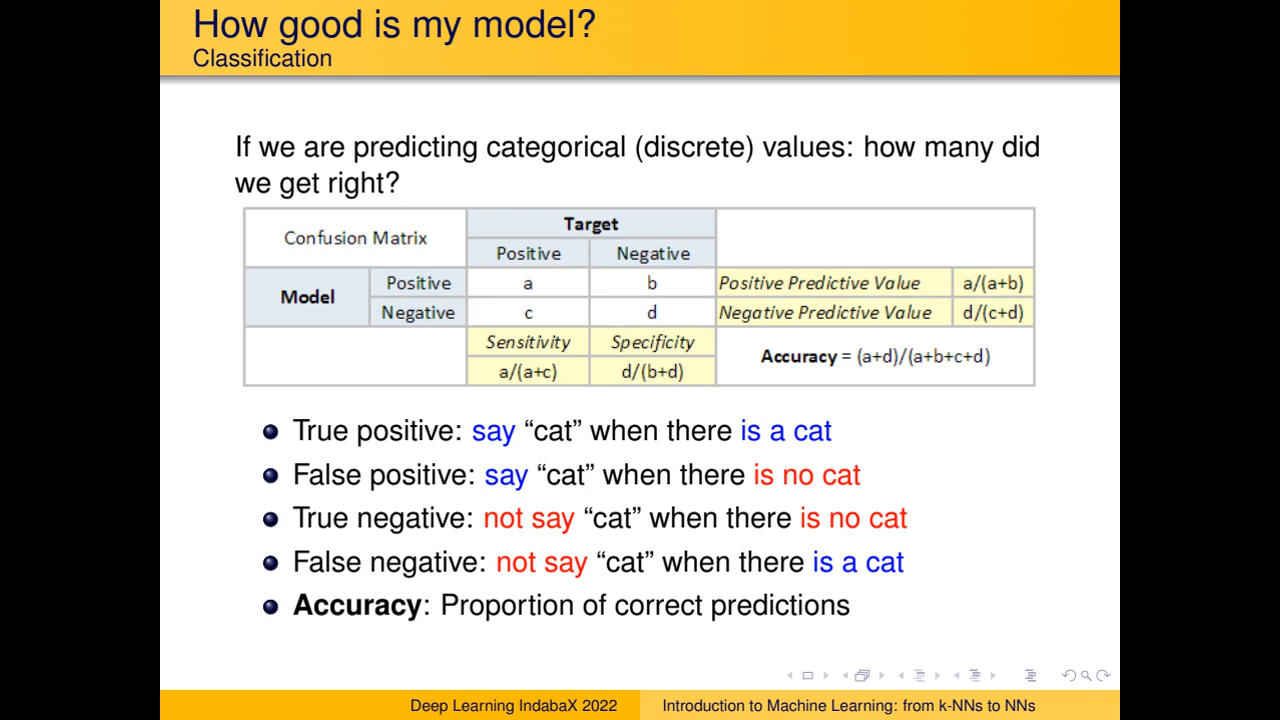 How good is my model?
Classification
If we are predicting categorical (discrete) values: how many did
we get right?
Confusion Matrix
Target
Positive Negative
Model
Positive a b Positive Predictive Value a/(a+b)
Negative c d Negative Predictive Value d/(c+d)
Sensitivity Specificity
a/(a+c) d/(b+d)
Accuracy = (a+d)/(a+b+c+d)
True positive: say “cat” when there is a cat
False positive: say “cat” when there is no cat
True negative: not say “cat” when there is no cat
False negative: not say “cat” when there is a cat
Accuracy: Proportion of correct predictions
Deep Learning IndabaX 2022 Introduction to Machine Learning: from k-NNs to NNs